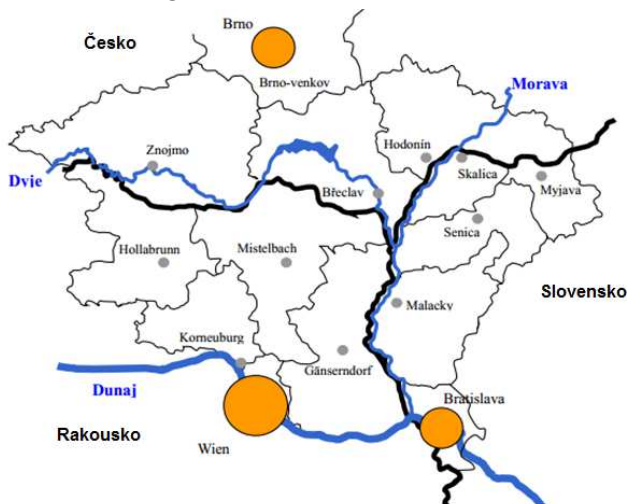 Brno
Česko
Brno-venkov
Morava
Znojmo
Hodonín
Skalica
Dyje
Břeclav
Myjava
Senica
Hollabrunn
Mistelbach
Slovensko
Malacky
Korneuburg
Gänserndorf
Dunaj
Bratislava
Rakousko
Wien